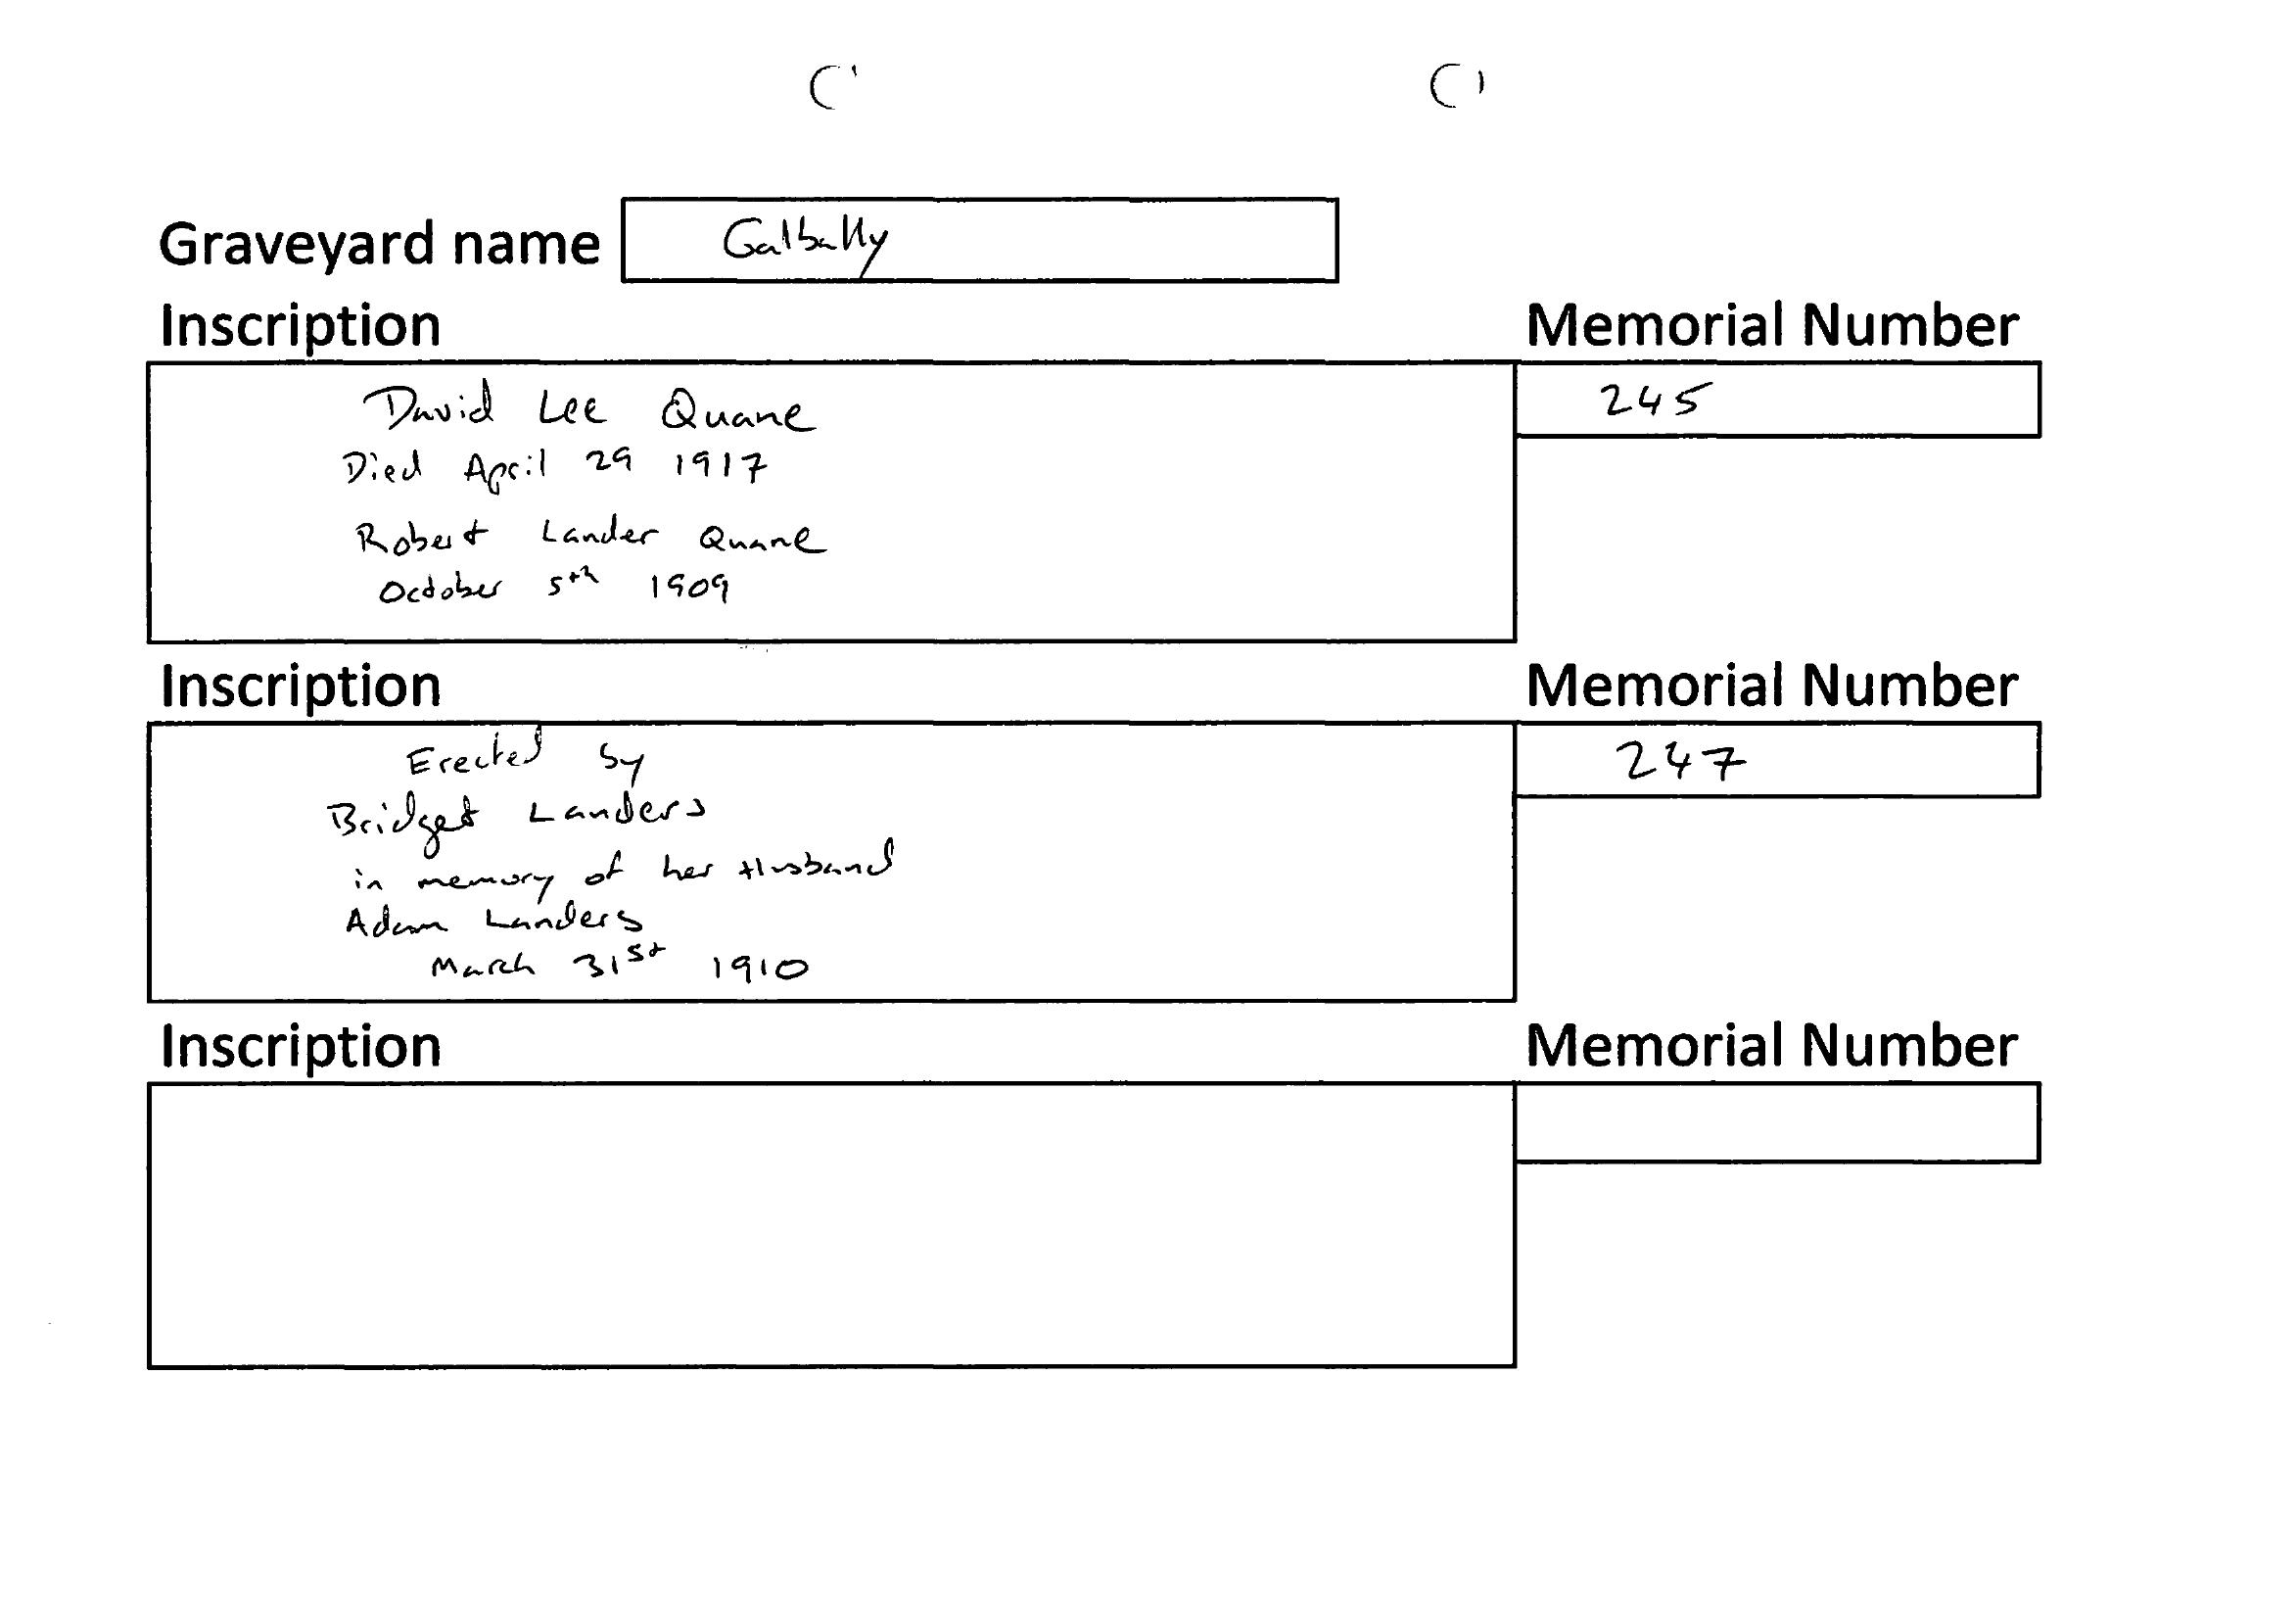 Graveyard name Galbally
Inscription Memorial Number
David Lee Quane 245
Died April 29 1917
Robert Lander Quane
October 5th 1909
Inscription Memorial Number
Erected by 247
Bridget Landers
in memory of her Husband
Adam Landers
March 31st 1910
Inscription Memorial Number